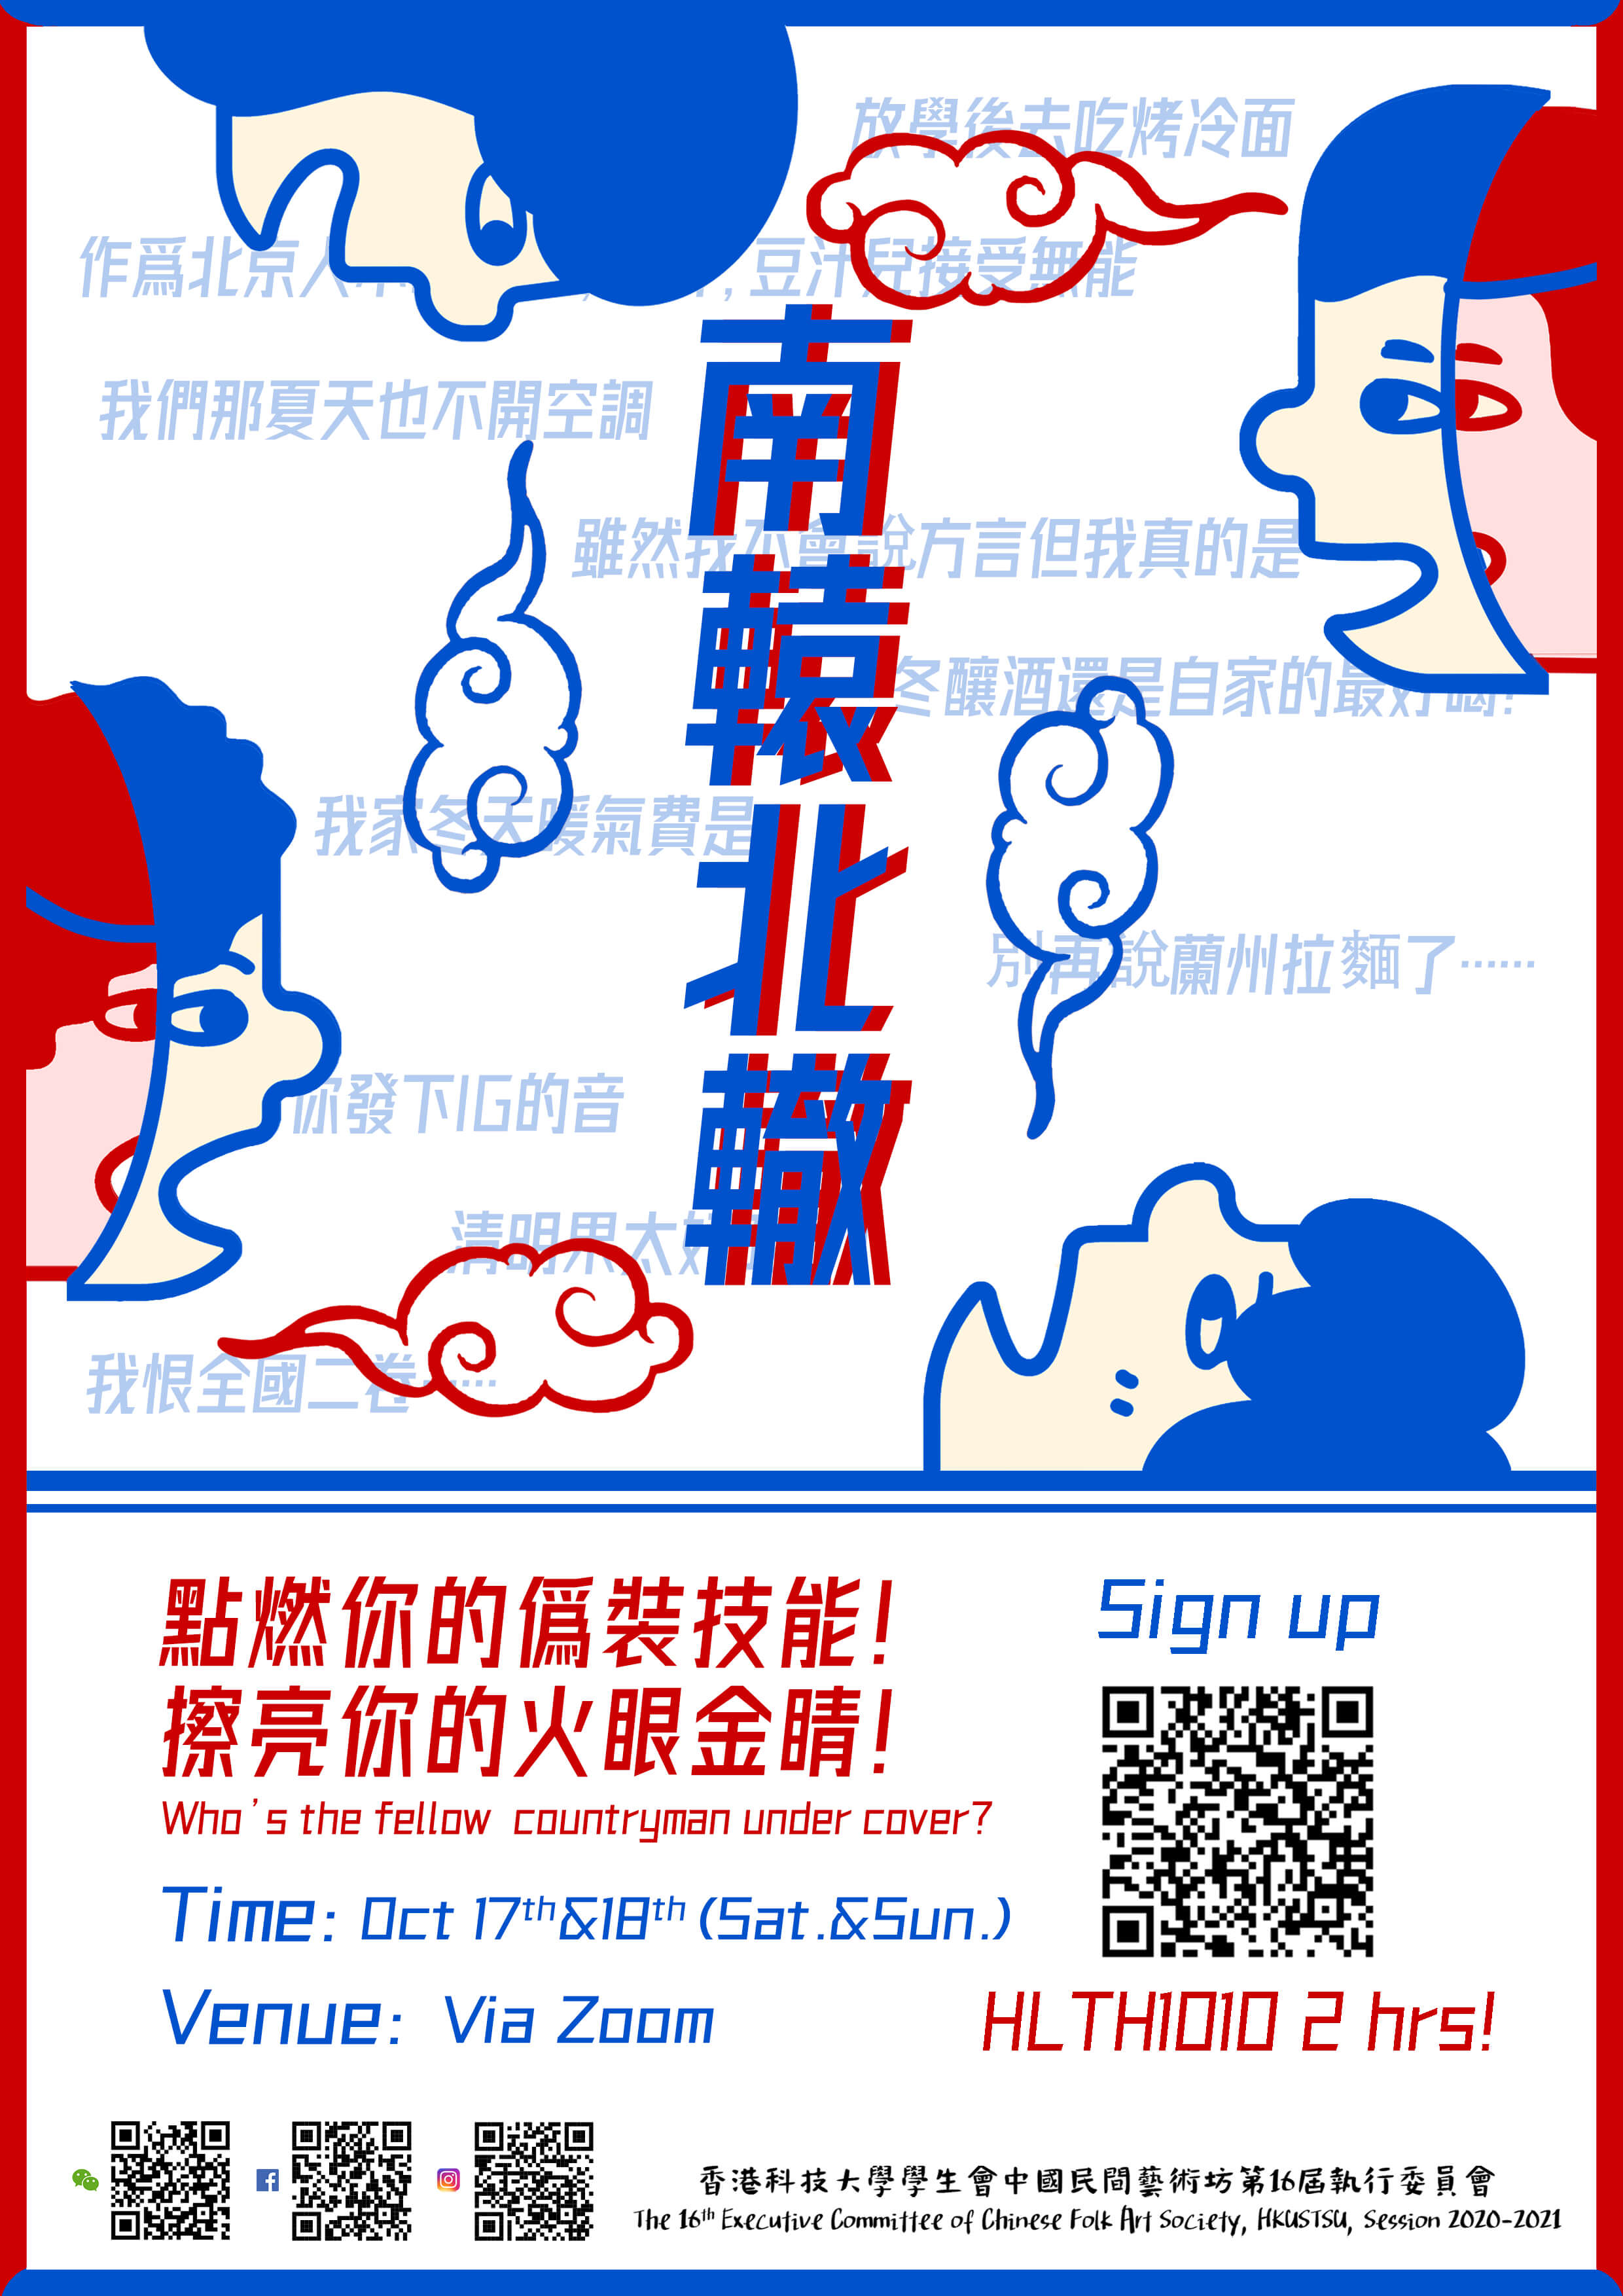 放學後去吃烤冷面
作爲北京人
,豆汁兒接受無能
我們那夏天也不開空調
雖然我不會說方言但我真的是
冬釀酒還是自家的最好喝!
我家冬天暖氣費是
別再說蘭州拉麵了……
你發下IG的音
清明果太好
我恨全國二卷……
南轅北轍
點燃你的僞裝技能!
擦亮你的火眼金睛!
Who's the fellow countryman under cover?
Time: Oct 17th&18th (Sat.&Sun.)
Venue: Via Zoom
Sign up
HLTH1010 2 hrs!
香港科技大學學生會中國民間藝術坊第16屆執行委員會
The 16th Executive Committee of Chinese Folk Art Society, HKUSTSU, Session 2020-2021